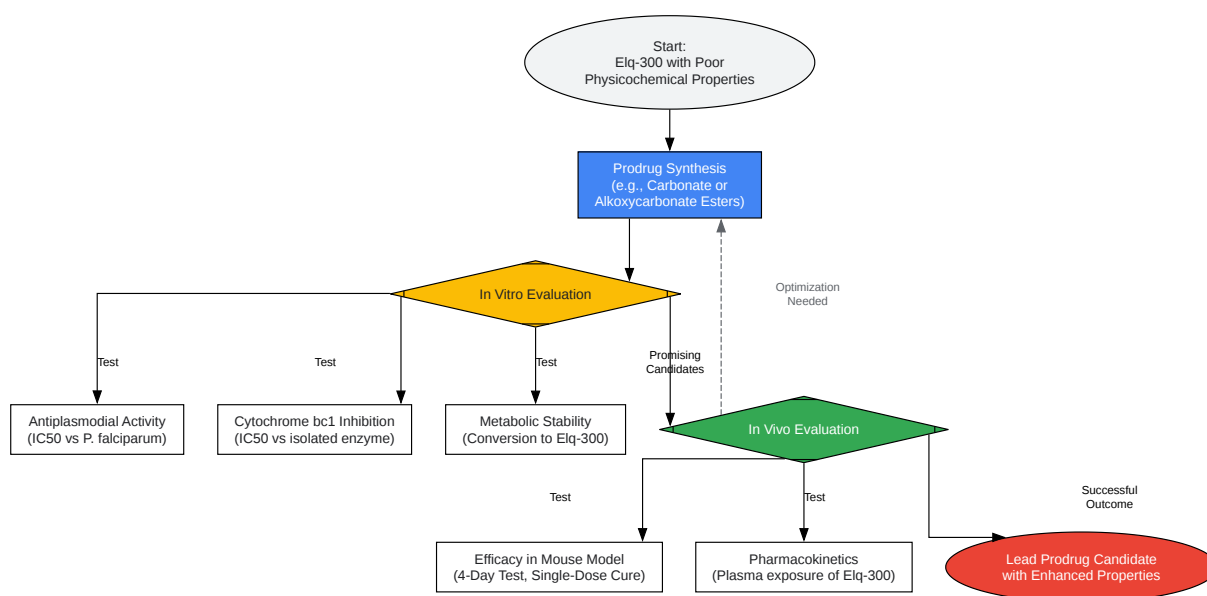 Start:
Elq-300 with Poor
Physicochemical Properties
Prodrug Synthesis
(e.g., Carbonate or
Alkoxycarbonate Esters)
In Vitro Evaluation
Optimization
Needed
Test
Test
Test
Promising
Candidates
Antiplasmodial Activity
(IC50 vs P. falciparum)
Cytochrome bc1 Inhibition
(IC50 vs isolated enzyme)
Metabolic Stability
(Conversion to Elq-300)
In Vivo Evaluation
Test
Test
Successful
Outcome
Efficacy in Mouse Model
(4-Day Test, Single-Dose Cure)
Pharmacokinetics
(Plasma exposure of Elq-300)
Lead Prodrug Candidate
with Enhanced Properties